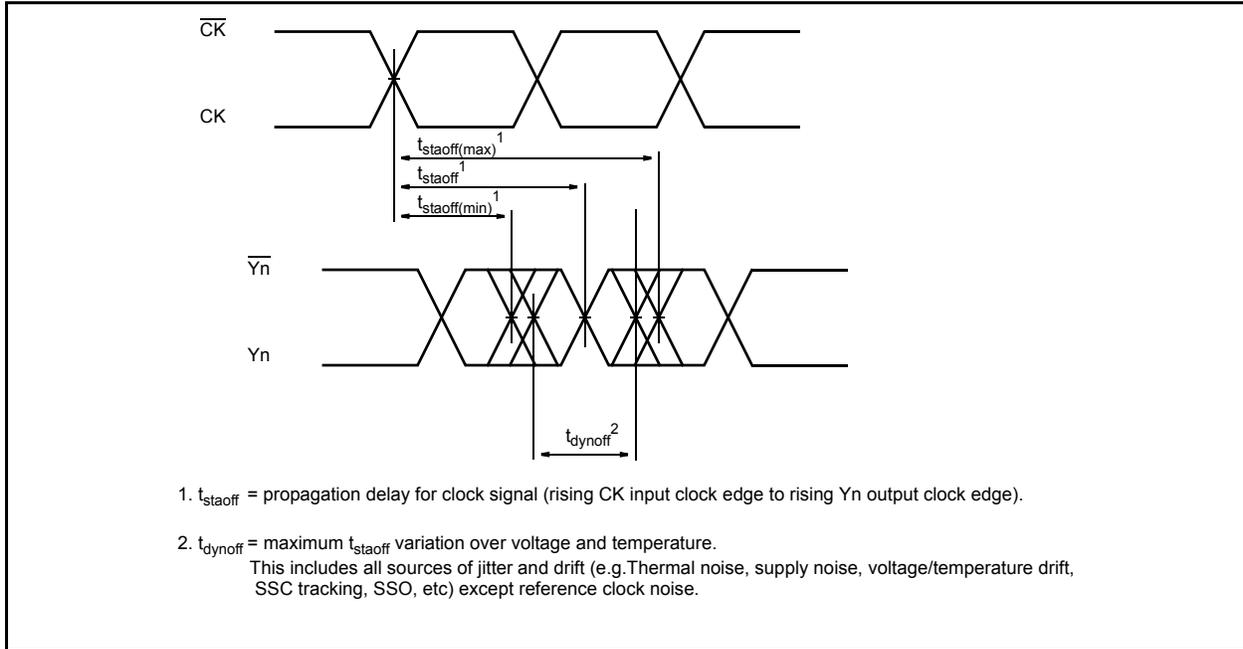 C̅K̅
CK
tstaoff(max)1
tstaoff1
tstaoff(min)1
Y̅n̅
Yn
tdynoff2
1. tstaoff = propagation delay for clock signal (rising CK input clock edge to rising Yn output clock edge).
2. tdynoff = maximum tstaoff variation over voltage and temperature.
This includes all sources of jitter and drift (e.g.Thermal noise, supply noise, voltage/temperature drift,
SSC tracking, SSO, etc) except reference clock noise.